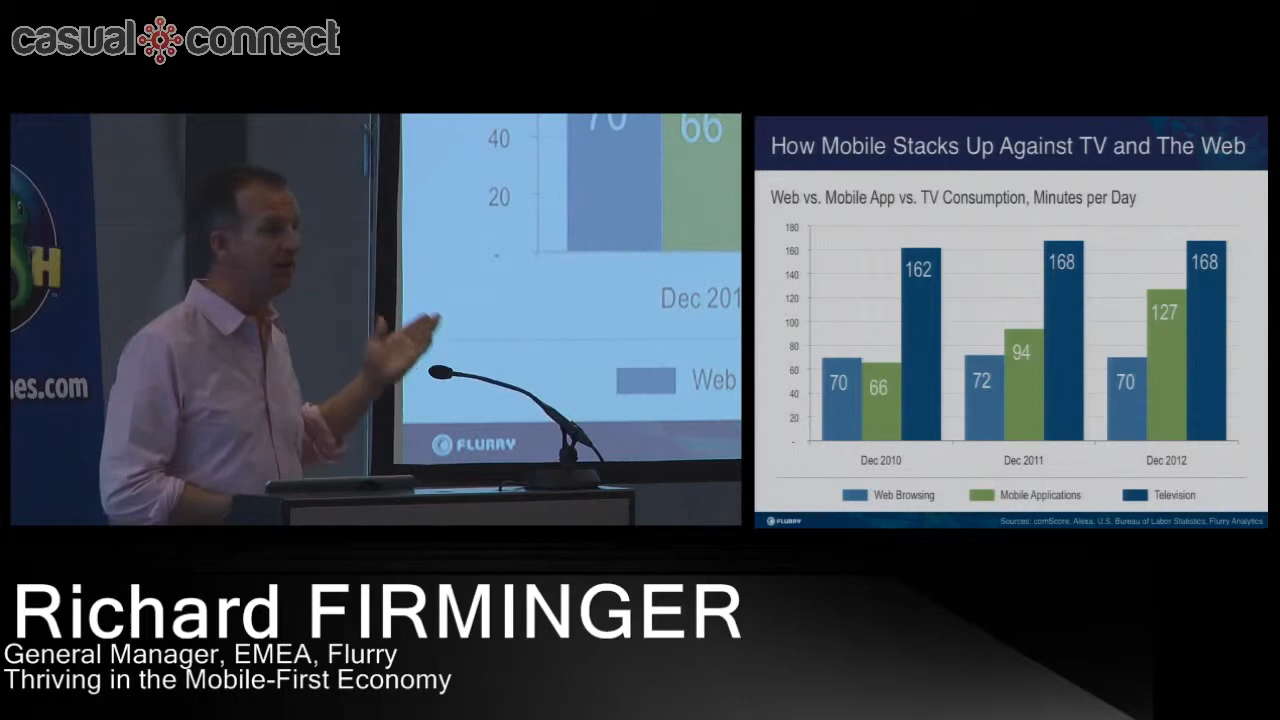 casual connect
H
nes.com
40
20
-
70
66
Dec 201
Web
FLURRY
How Mobile Stacks Up Against TV and The Web
Web vs. Mobile App vs. TV Consumption, Minutes per Day
180
160
140
120
100
80
60
40
20
-
70
66
162
72
94
168
70
127
168
Dec 2010
Dec 2011
Dec 2012
Web Browsing
Mobile Applications
Television
FLURRY
Sources: comScore, Alexa, U.S. Bureau of Labor Statistics, Flurry Analytics
Richard FIRMINGER
General Manager, EMEA, Flurry
Thriving in the Mobile-First Economy